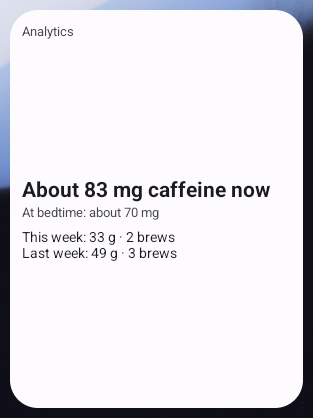 Analytics
About 83 mg caffeine now
At bedtime: about 70 mg
This week: 33 g · 2 brews
Last week: 49 g · 3 brews